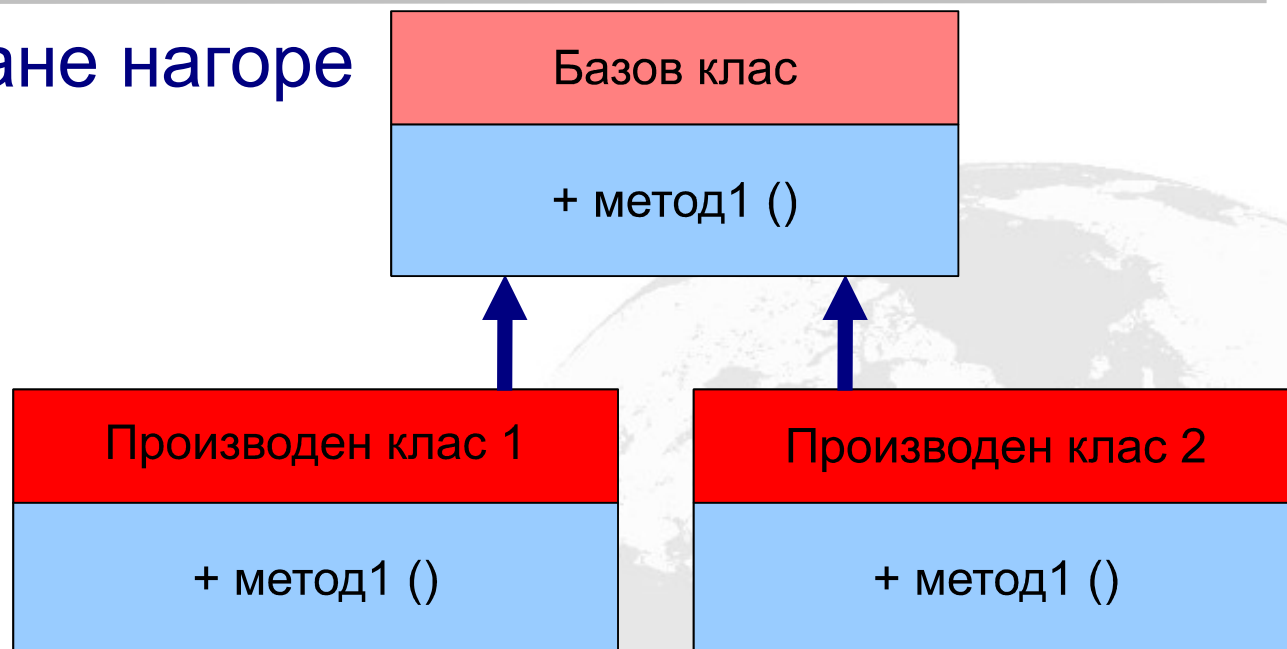 ане нагоре
Базов клас
+ метод1 ()
Производен клас 1
Производен клас 2
+ метод1 ()
+ метод1 ()